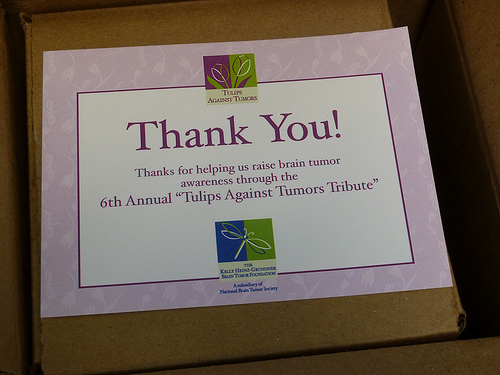 TULIPS
AGAINST TUMORS
Thank You!
Thanks for helping us raise brain tumor
awareness through the
6th Annual “Tulips Against Tumors Tribute”
THE
KELLY HEINZ-GRUNDNER
BRAIN TUMOR FOUNDATION
A subsidiary of
National Brain Tumor Society